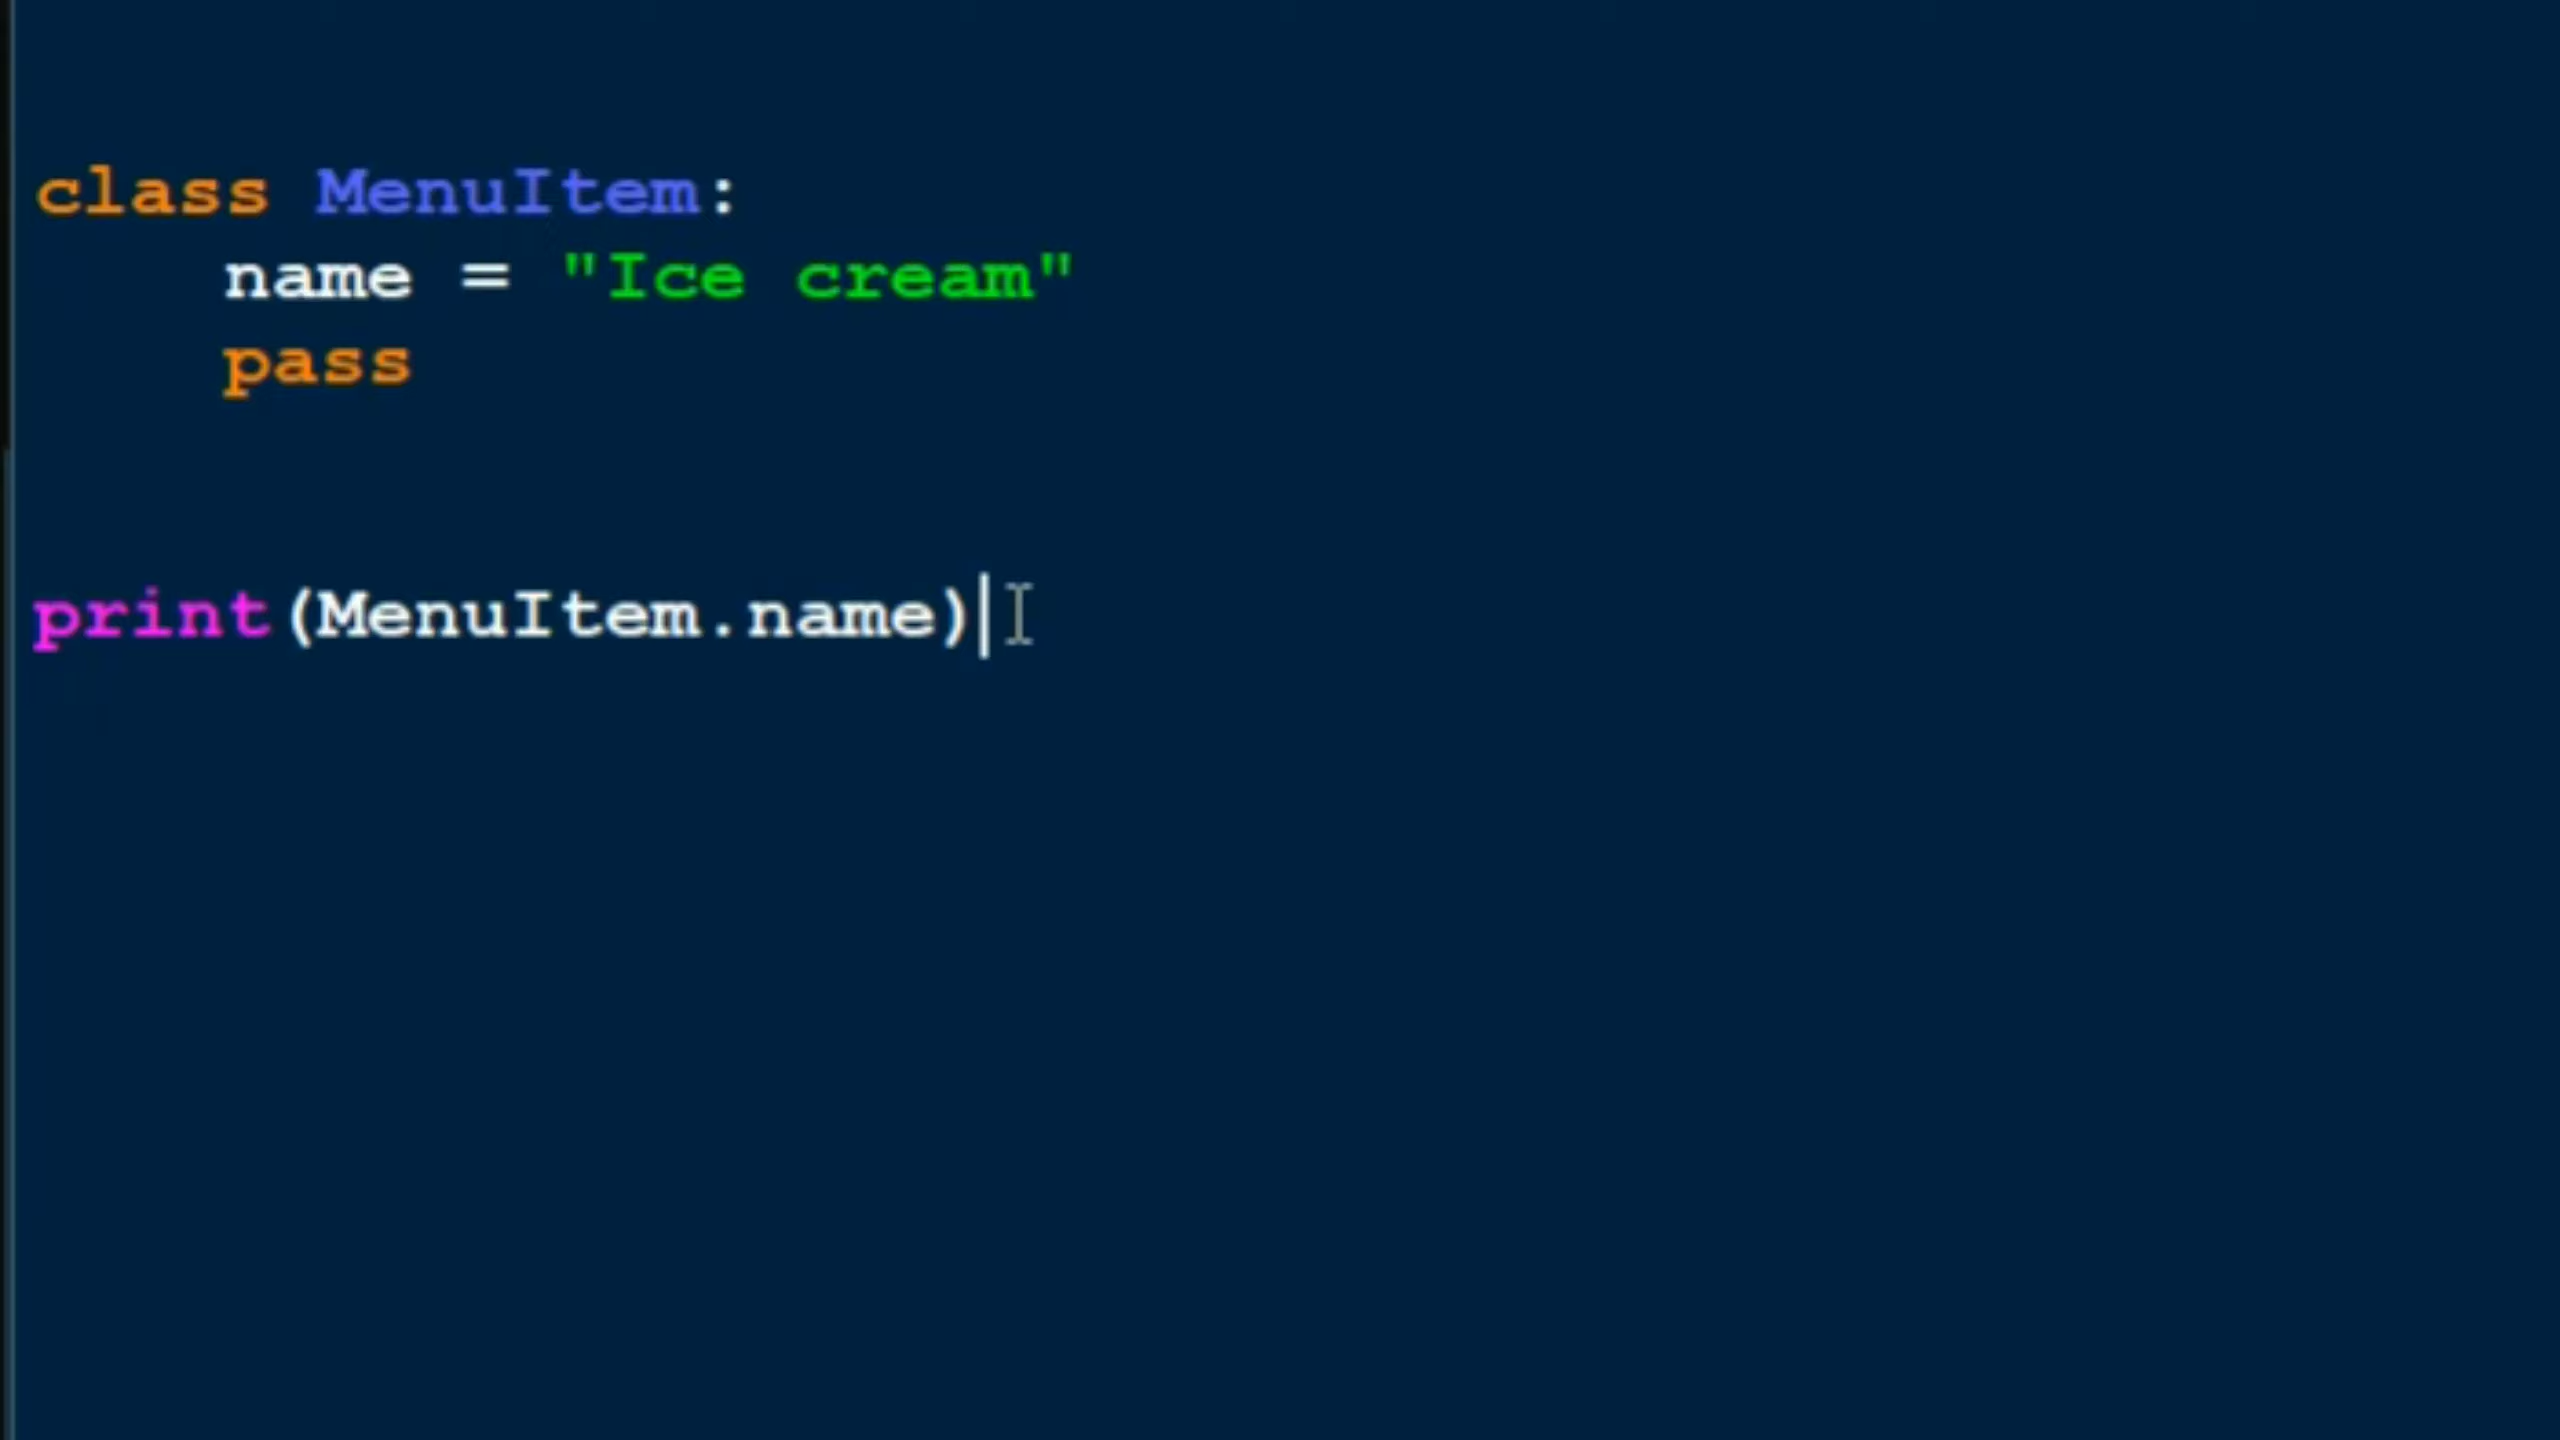 class MenuItem:
    name = "Ice cream"
    pass
print(MenuItem.name)